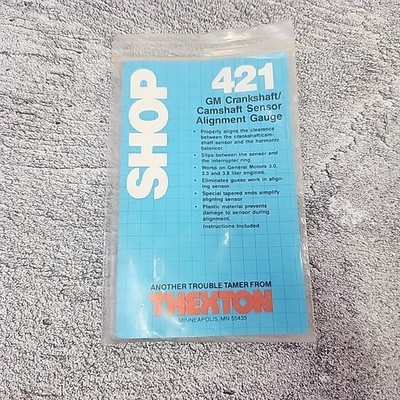 SHOP
421
GM Crankshaft/
Camshaft Sensor
Alignment Gauge
• Properly aligns the clearance
between the crankshaft/cam-
shaft sensor and the harmonic
balancer.
• Slips between the sensor and
the interrupter ring.
• Works on General Motors 3.0,
3.3 and 3.8 liter engines.
• Eliminates guess work in align-
ing sensor.
• Special tapered ends simplify
aligning sensor
• Plastic material prevents
damage to sensor during
alignment.
Instructions Included.
ANOTHER TROUBLE TAMER FROM
THEXTON
MINNEAPOLIS, MN 55435